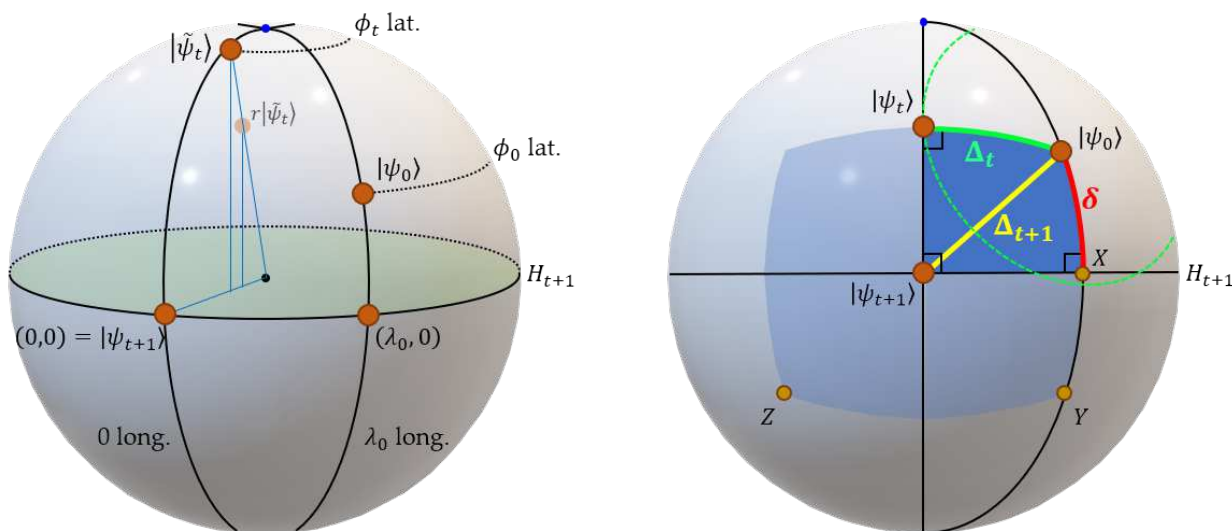 ϕ_t lat.
|ψ̃_t⟩
r|ψ̃_t⟩
ϕ_0 lat.
|ψ_0⟩
H_{t+1}
(0,0) = |ψ_{t+1}⟩
(λ_0, 0)
0 long.
λ_0 long.
|ψ_t⟩
|ψ_0⟩
Δ_t
δ
Δ_{t+1}
X
H_{t+1}
|ψ_{t+1}⟩
Z
Y